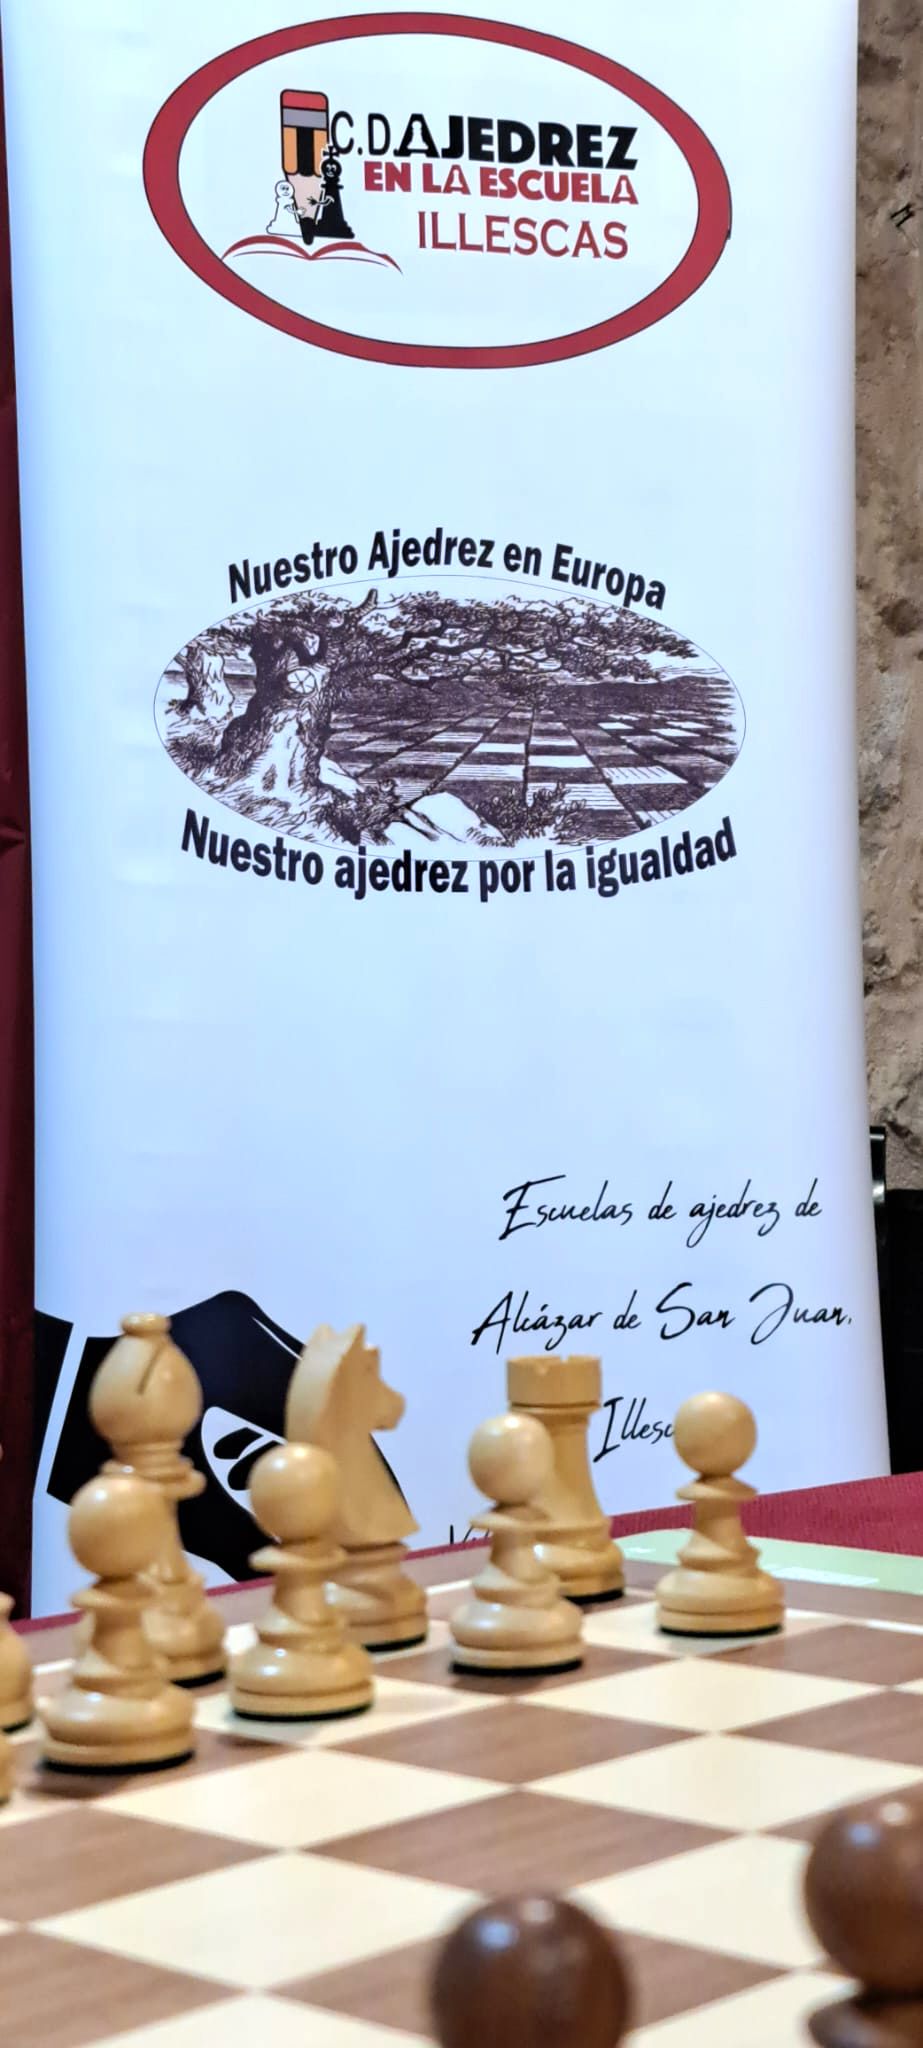 C.D AJEDREZ
EN LA ESCUELA
ILLESCAS
Nuestro Ajedrez en Europa
Nuestro ajedrez por la igualdad
Escuelas de ajedrez de
Alcázar de San Juan,